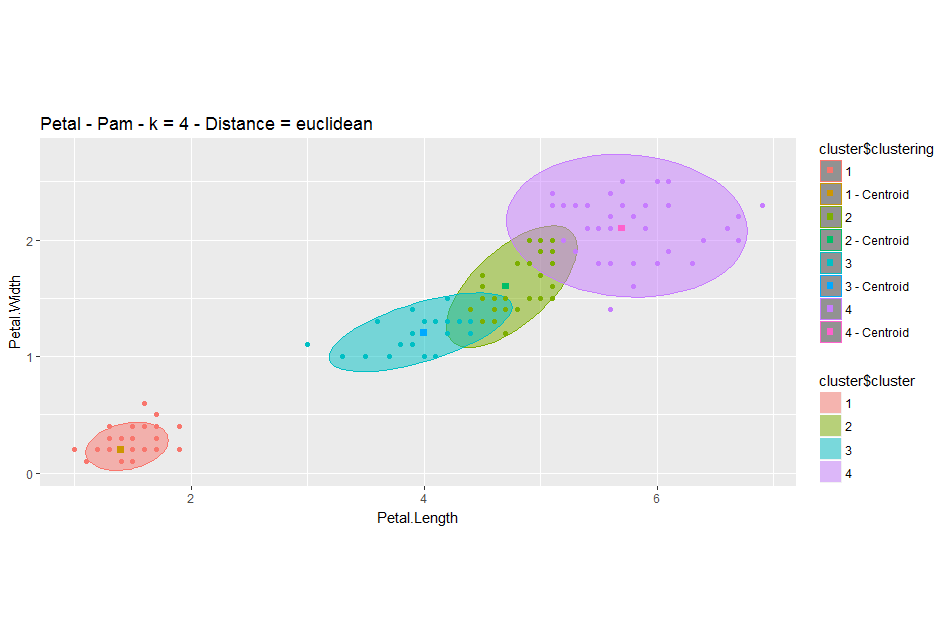 Petal - Pam - k = 4 - Distance = euclidean
Petal.Width
2
1
0
2
4
6
Petal.Length
cluster$clustering
1
1 - Centroid
2
2 - Centroid
3
3 - Centroid
4
4 - Centroid
cluster$cluster
1
2
3
4